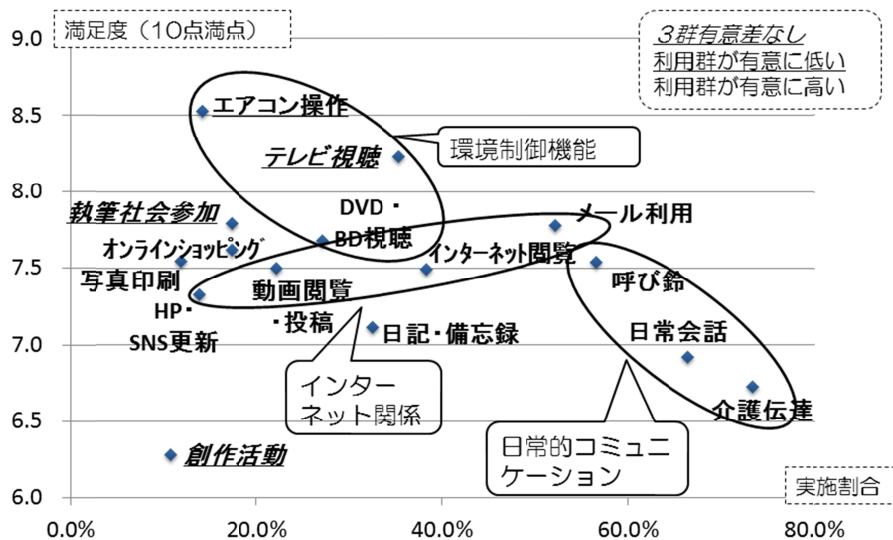 満足度（10点満点）
３群有意差なし
利用群が有意に低い
利用群が有意に高い
9.0
8.5
8.0
7.5
7.0
6.5
6.0
エアコン操作
テレビ視聴
環境制御機能
執筆社会参加
DVD・
BD視聴
メール利用
オンラインショッピング
インターネット閲覧
写真印刷
動画閲覧
・投稿
呼び鈴
HP・
SNS更新
日記・備忘録
日常会話
インター
ネット関係
介護伝達
創作活動
日常的コミュニ
ケーション
実施割合
0.0%
20.0%
40.0%
60.0%
80.0%